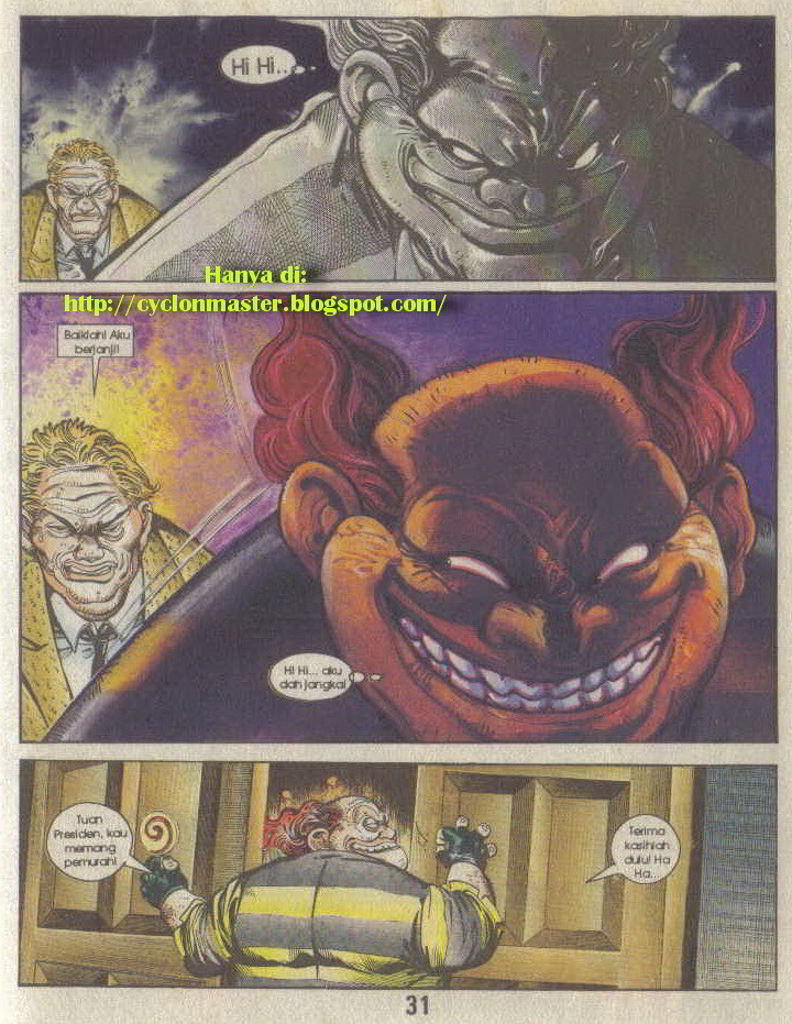 Hi Hi...
Hanya di:
http://cyclonmaster.blogspot.com/
Baiklah! Aku
berjanji!
Hi Hi... aku
dah jangka!
Tuan
Presiden, kau
memang
pemurah!
Terima
kasihlah
dulu! Ha
Ha...
31